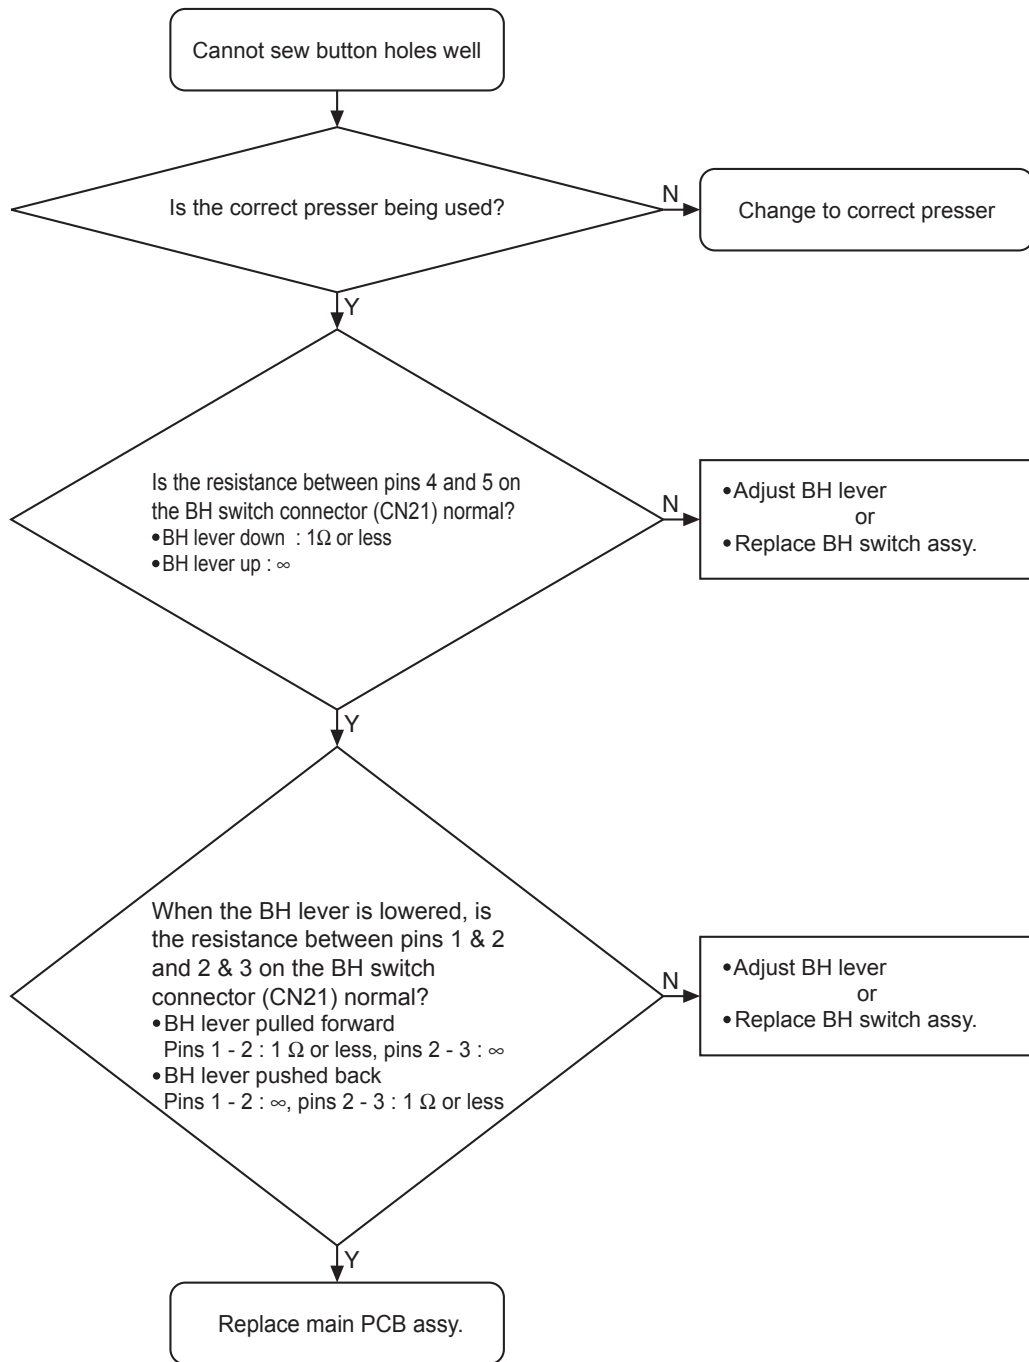 Cannot sew button holes well
Is the correct presser being used?
N
Change to correct presser
Y
Is the resistance between pins 4 and 5 on
the BH switch connector (CN21) normal?
•BH lever down : 1Ω or less
•BH lever up : ∞
N
•Adjust BH lever
or
•Replace BH switch assy.
Y
When the BH lever is lowered, is
the resistance between pins 1 & 2
and 2 & 3 on the BH switch
connector (CN21) normal?
•BH lever pulled forward
Pins 1 - 2 : 1 Ω or less, pins 2 - 3 : ∞
•BH lever pushed back
Pins 1 - 2 : ∞, pins 2 - 3 : 1 Ω or less
N
•Adjust BH lever
or
•Replace BH switch assy.
Y
Replace main PCB assy.